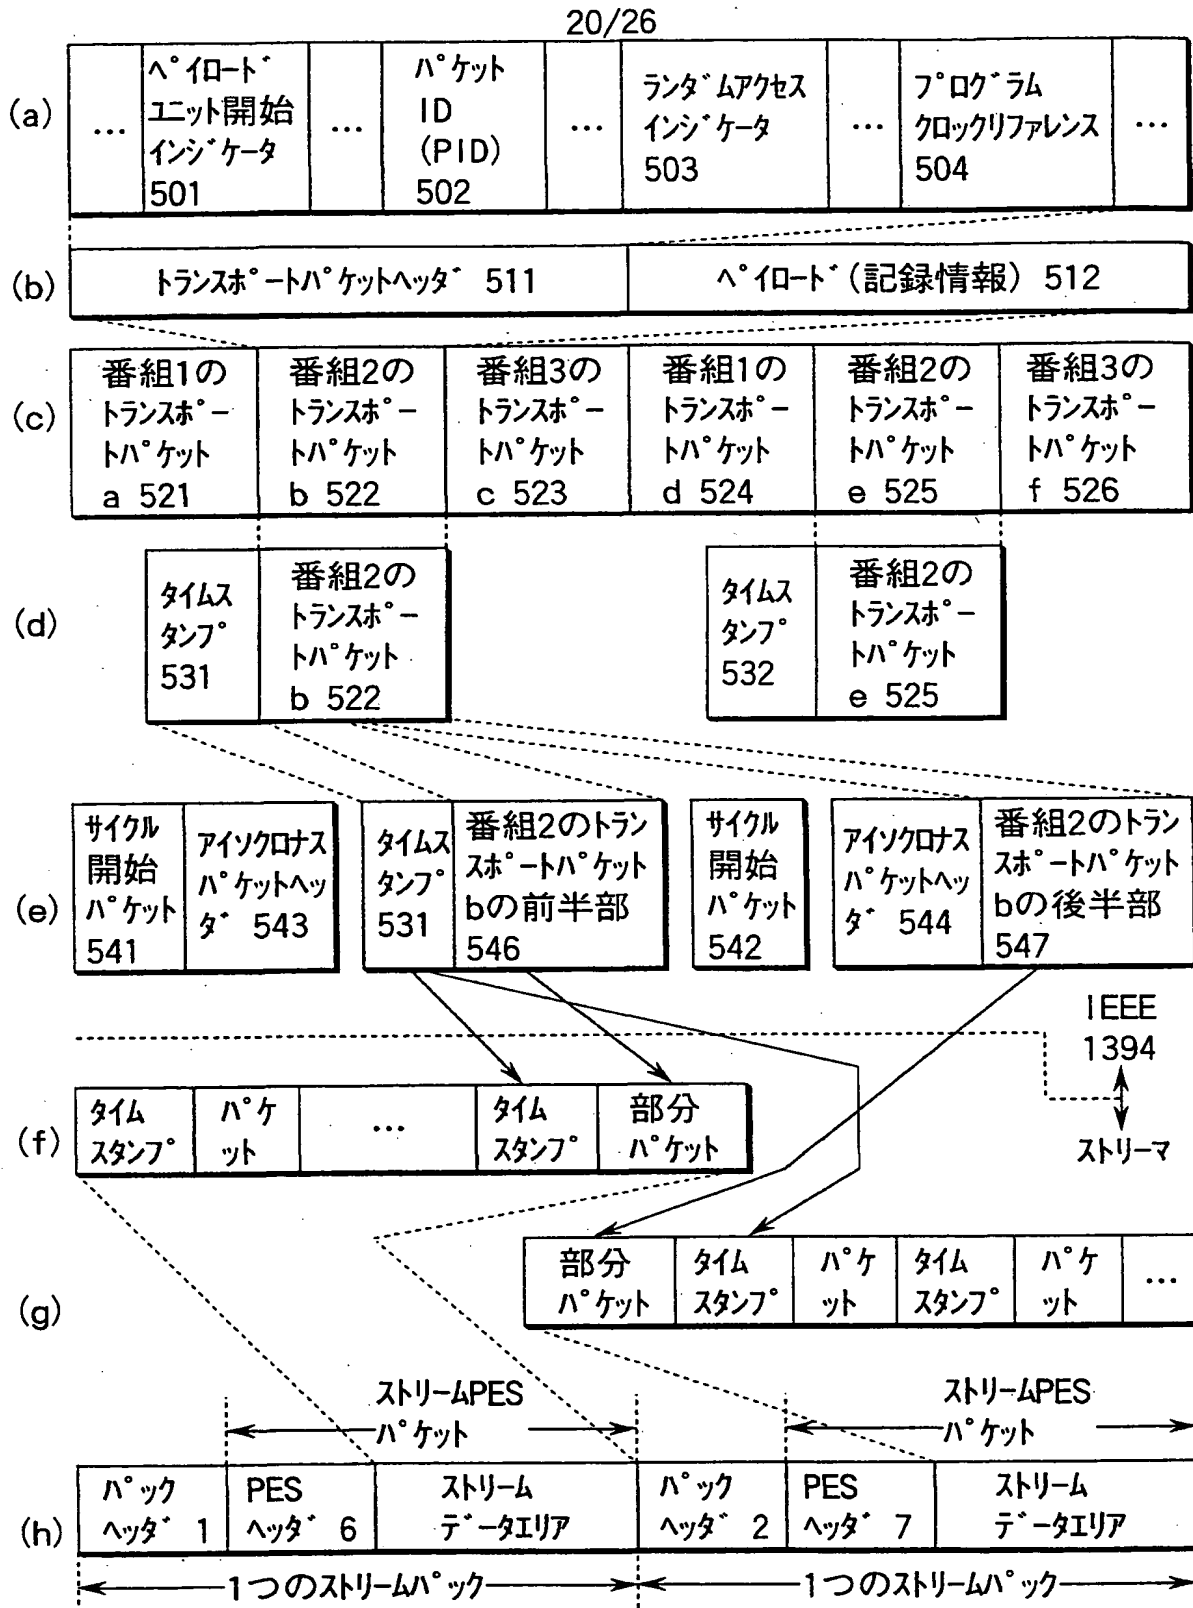 20/26
(a)
...
ペイロード
ユニット開始
インジケータ
501
...
パケット
ID
(PID)
502
...
ランダムアクセス
インジケータ
503
...
プログラム
クロックリファレンス
504
...
(b)
トランスポートパケットヘッダ 511
ペイロード(記録情報) 512
(c)
番組1の
トランスポー
トパケット
a 521
番組2の
トランスポー
トパケット
b 522
番組3の
トランスポー
トパケット
c 523
番組1の
トランスポー
トパケット
d 524
番組2の
トランスポー
トパケット
e 525
番組3の
トランスポー
トパケット
f 526
(d)
タイムス
タンプ
531
番組2の
トランスポー
トパケット
b 522
タイムス
タンプ
532
番組2の
トランスポー
トパケット
e 525
(e)
サイクル
開始
パケット
541
アイソクロナス
パケットヘッ
ダ 543
タイムス
タンプ
531
番組2のトラン
スポートパケット
bの前半部
546
サイクル
開始
パケット
542
アイソクロナス
パケットヘッ
ダ 544
番組2のトラン
スポートパケット
bの後半部
547
IEEE
1394
ストリーマ
(f)
タイム
スタンプ
パケ
ット
...
タイム
スタンプ
部分
パケット
(g)
部分
パケット
タイム
スタンプ
パケ
ット
タイム
スタンプ
パケ
ット
...
ストリームPES
パケット
ストリームPES
パケット
(h)
パック
ヘッダ 1
PES
ヘッダ 6
ストリーム
データエリア
パック
ヘッダ 2
PES
ヘッダ 7
ストリーム
データエリア
1つのストリームパック
1つのストリームパック